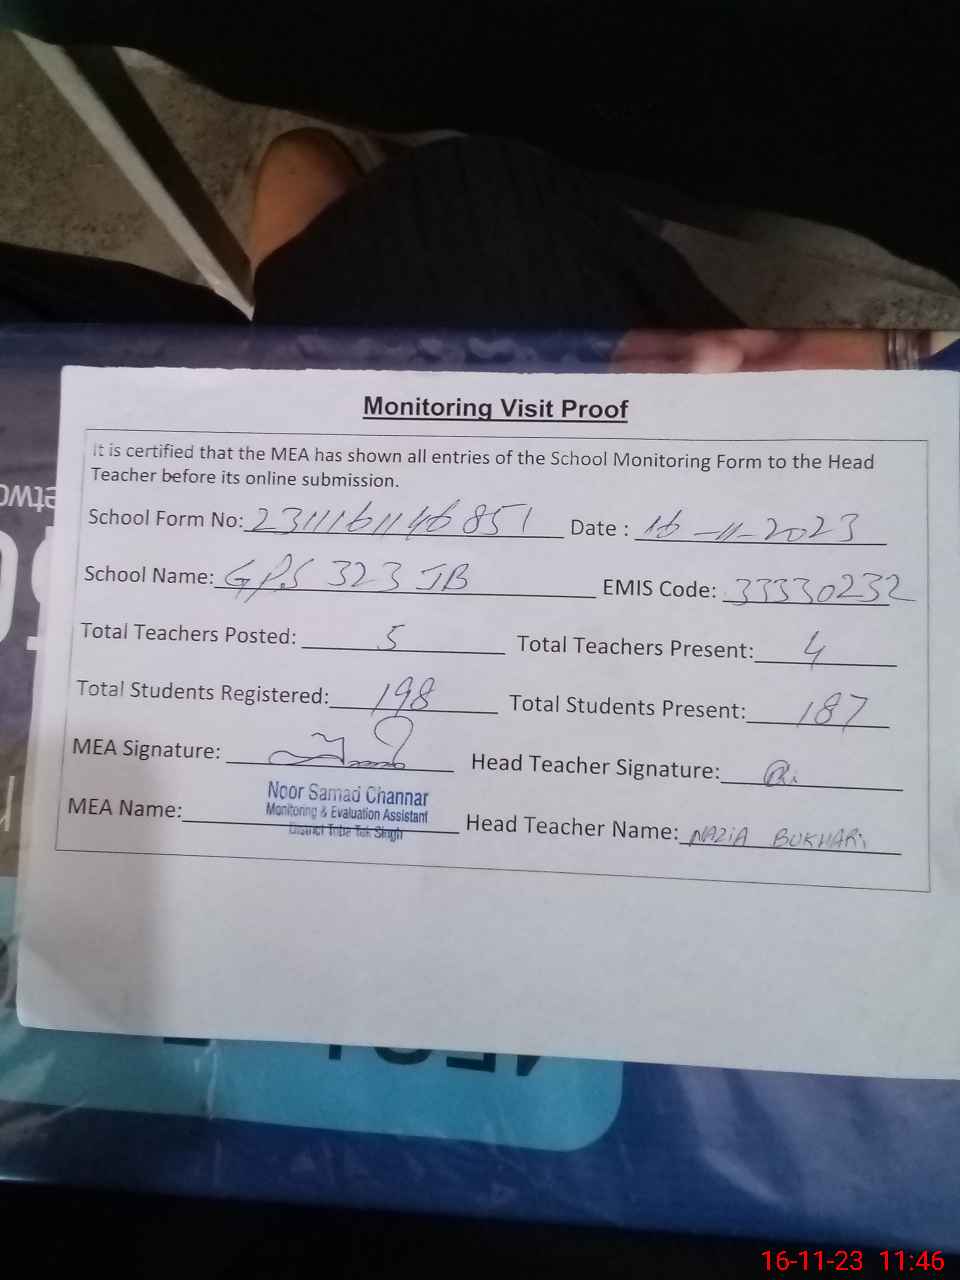 Monitoring Visit Proof
It is certified that the MEA has shown all entries of the School Monitoring Form to the Head
Teacher before its online submission.
School Form No: 2311161146851 Date : 16-11-2023
School Name: GPS 323 JB EMIS Code: 33330232
Total Teachers Posted: 5 Total Teachers Present: 4
Total Students Registered: 198 Total Students Present: 187
MEA Signature: Head Teacher Signature:
Noor Samad Channar
Monitoring & Evaluation Assistant
District Tobe Tek Singh
MEA Name: Head Teacher Name: NAZIA BUKHARI
16-11-23 11:46